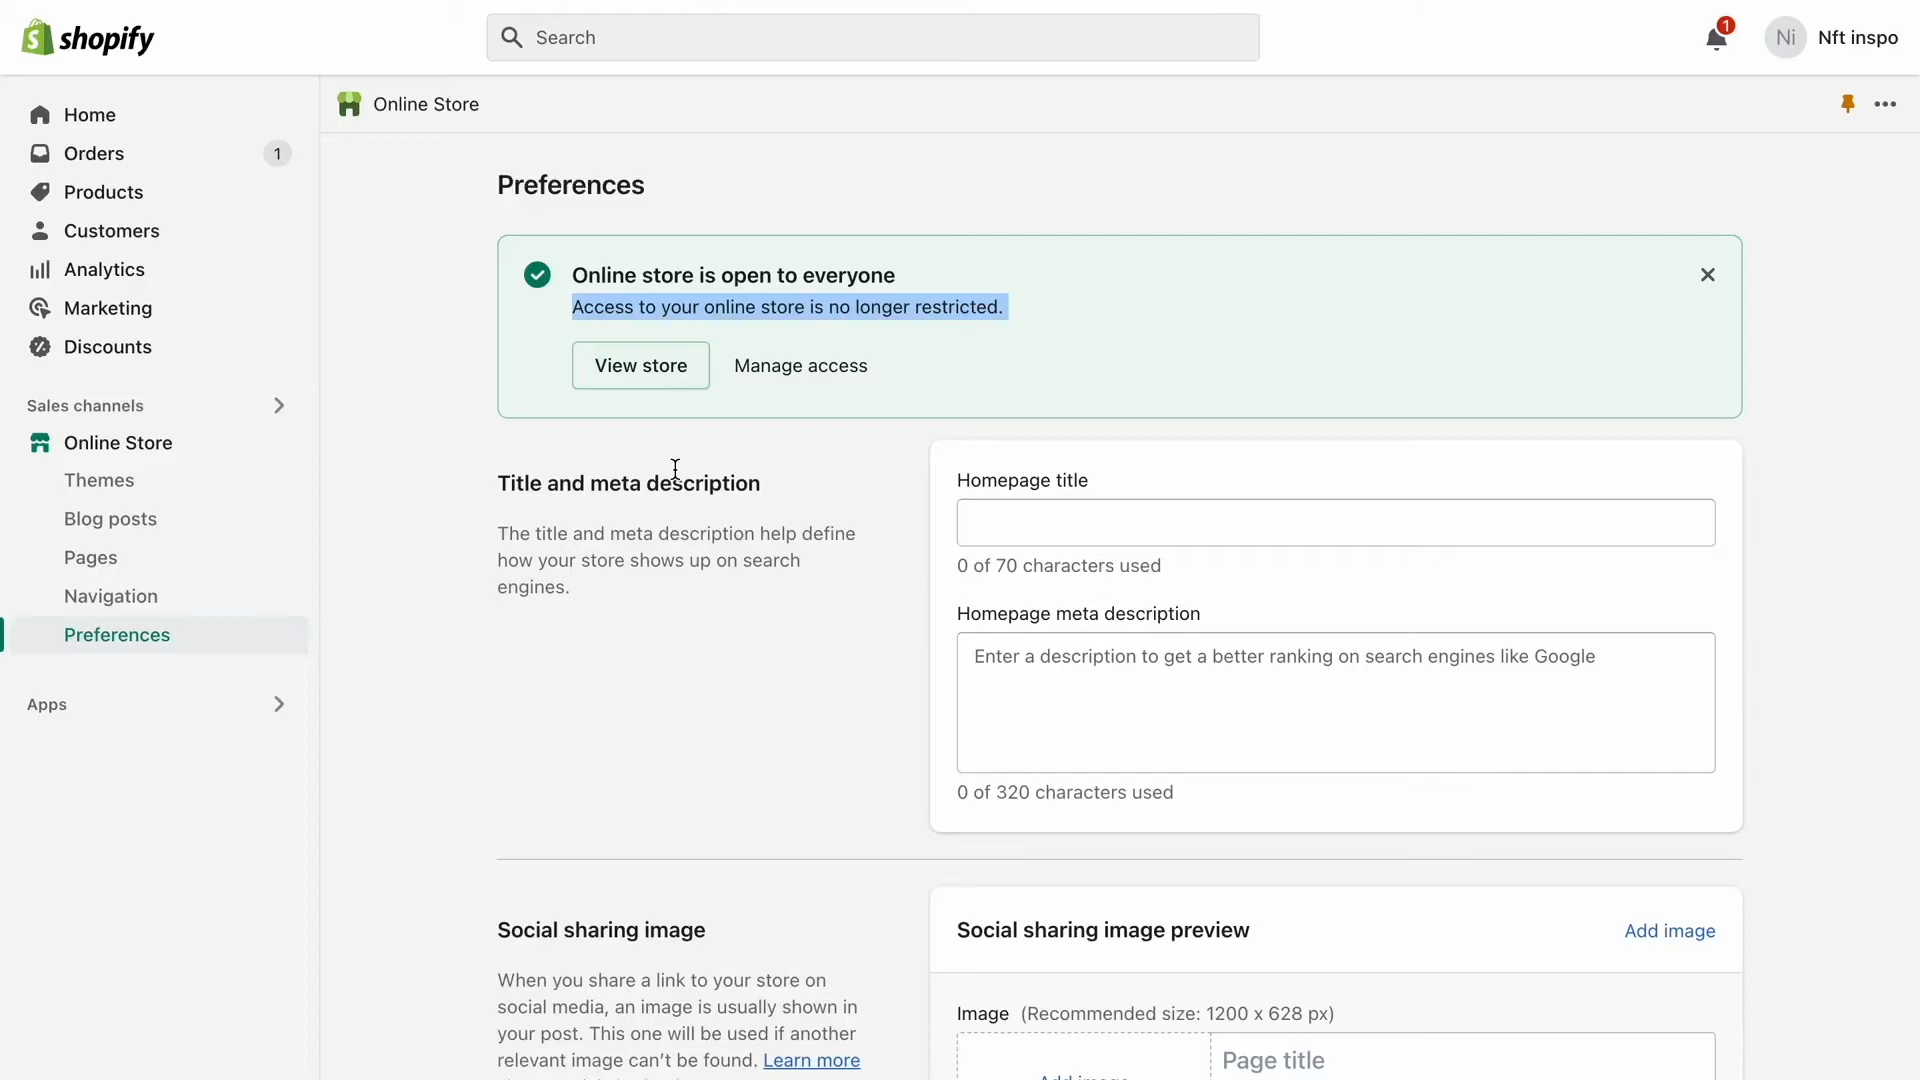 shopify
Search
1
Ni
Nft inspo
Home
Orders
1
Products
Customers
Analytics
Marketing
Discounts
Sales channels
Online Store
Themes
Blog posts
Pages
Navigation
Preferences
Apps
Online Store
Preferences
Online store is open to everyone
Access to your online store is no longer restricted.
View store
Manage access
Title and meta description
The title and meta description help define
how your store shows up on search
engines.
Homepage title
0 of 70 characters used
Homepage meta description
Enter a description to get a better ranking on search engines like Google
0 of 320 characters used
Social sharing image
When you share a link to your store on
social media, an image is usually shown in
your post. This one will be used if another
relevant image can't be found. Learn more
Social sharing image preview
Add image
Image (Recommended size: 1200 x 628 px)
Add image
Page title